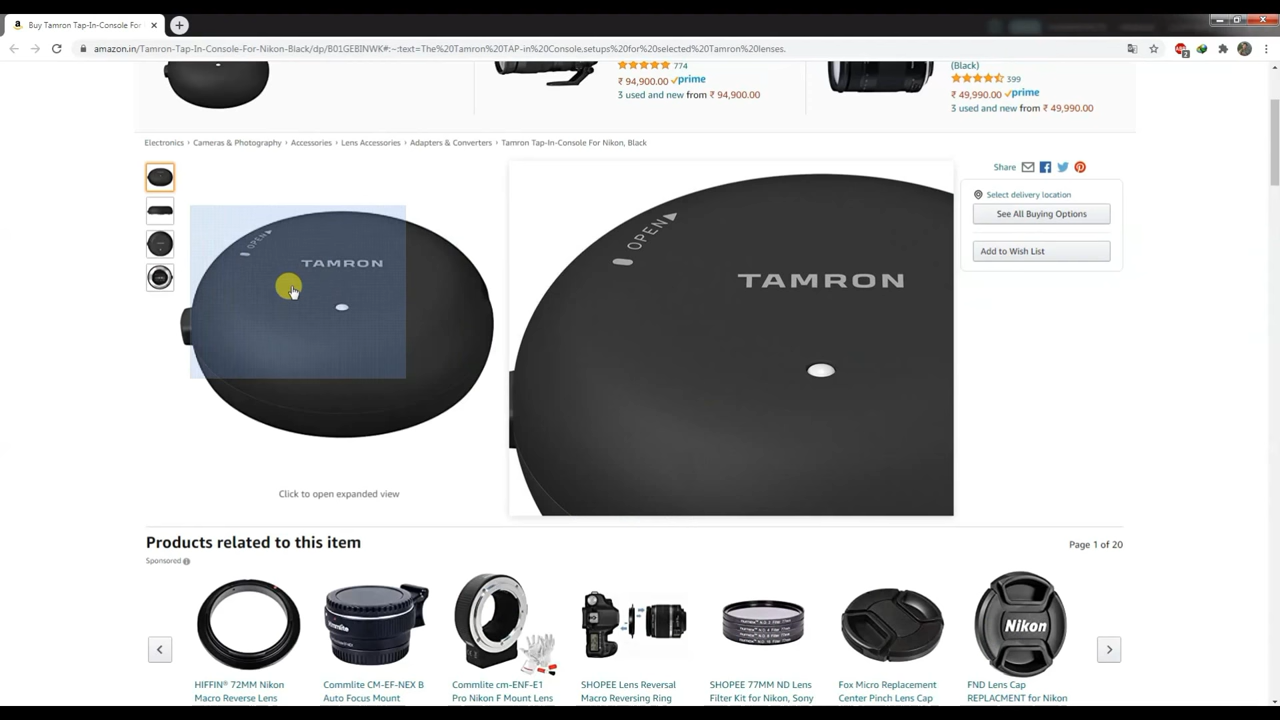 Buy Tamron Tap-In-Console For
amazon.in/Tamron-Tap-In-Console-For-Nikon-Black/dp/B01GEBINWK#:~:text=The%20Tamron%20TAP-in%20Console,setups%20for%20selected%20Tamron%20lenses.
2
774
₹ 94,900.00 prime
3 used and new from ₹ 94,900.00
(Black)
399
₹ 49,990.00 prime
3 used and new from ₹ 49,990.00
Electronics › Cameras & Photography › Accessories › Lens Accessories › Adapters & Converters › Tamron Tap-In-Console For Nikon, Black
Share
Select delivery location
See All Buying Options
Add to Wish List
OPEN
TAMRON
OPEN
TAMRON
Click to open expanded view
Products related to this item
Page 1 of 20
Sponsored
commlite
Nikon
HIFFIN® 72MM Nikon
Macro Reverse Lens
Commlite CM-EF-NEX B
Auto Focus Mount
Commlite cm-ENF-E1
Pro Nikon F Mount Lens
SHOPEE Lens Reversal
Macro Reversing Ring
SHOPEE 77MM ND Lens
Filter Kit for Nikon, Sony
Fox Micro Replacement
Center Pinch Lens Cap
FND Lens Cap
REPLACMENT for Nikon